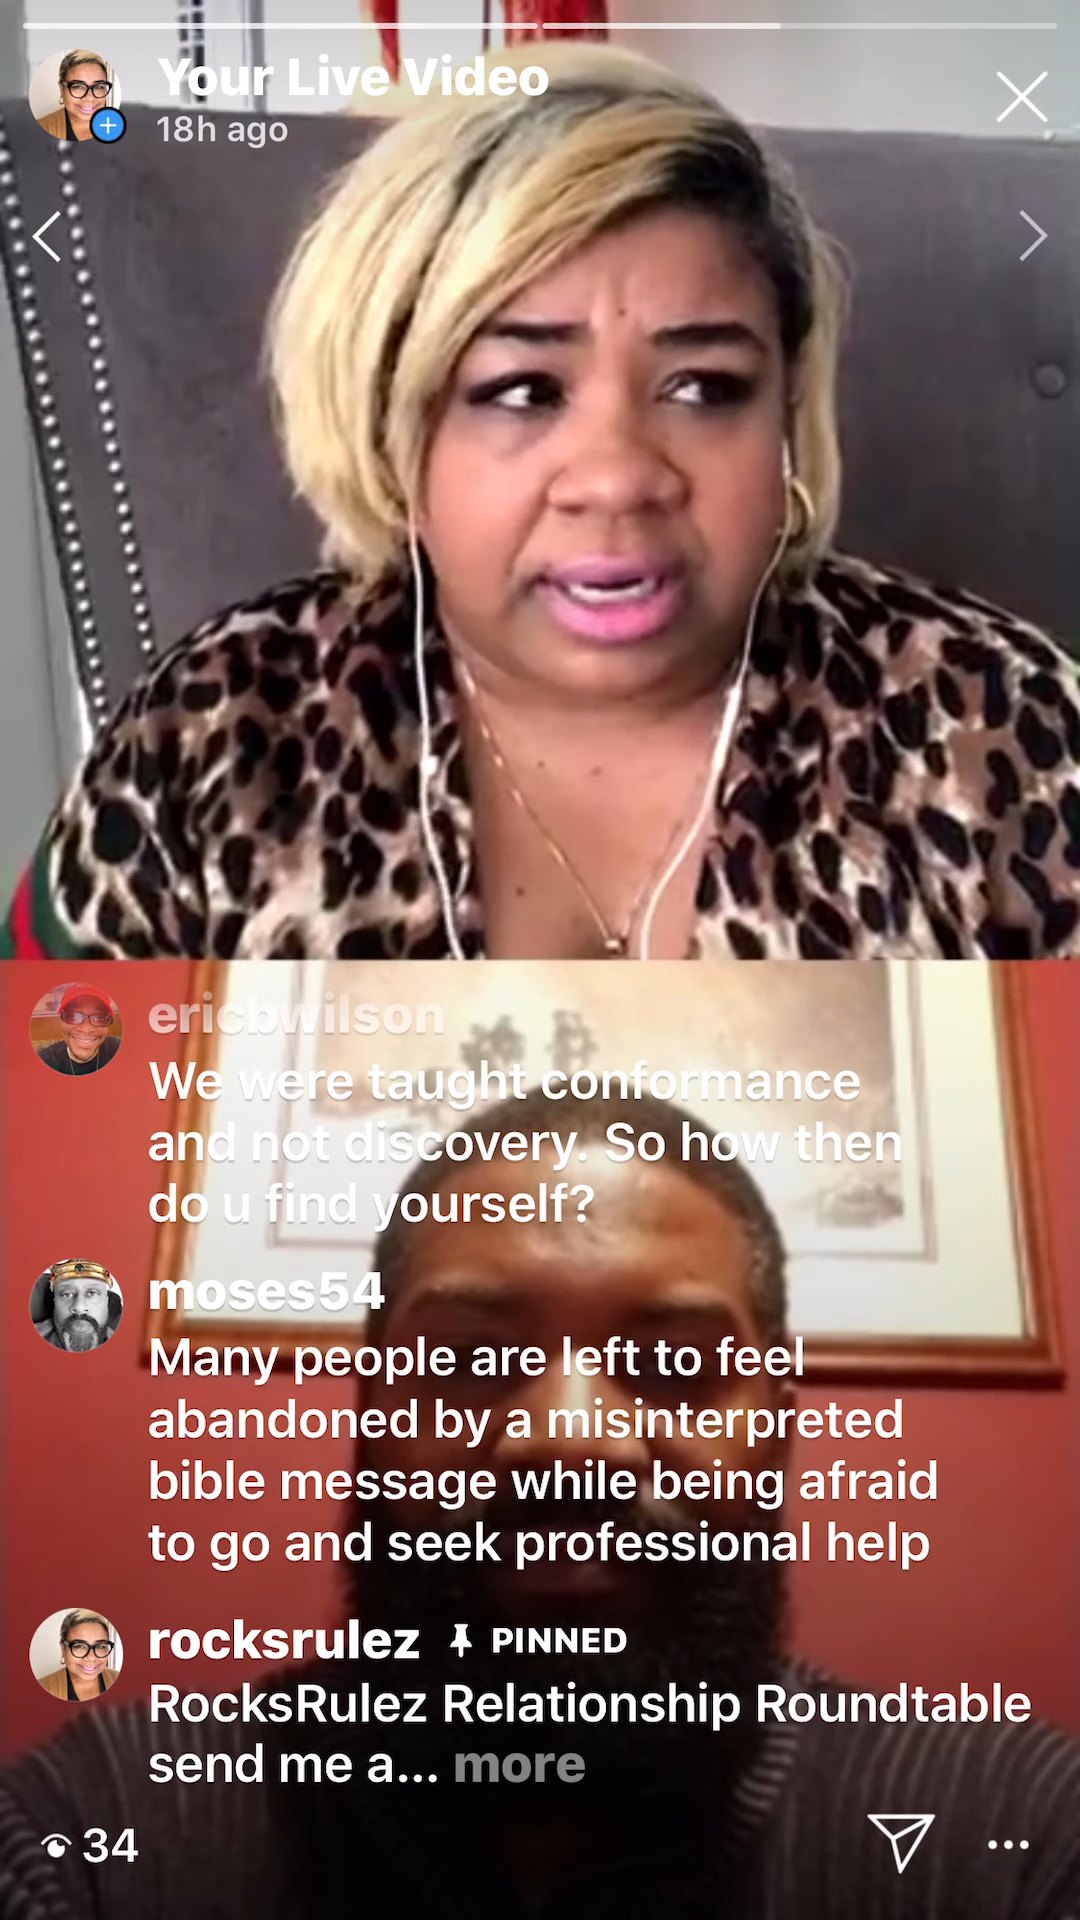 Your Live Video
18h ago
ericbwilson
We were taught conformance
and not discovery. So how then
do u find yourself?
moses54
Many people are left to feel
abandoned by a misinterpreted
bible message while being afraid
to go and seek professional help
rocksrulez PINNED
RocksRulez Relationship Roundtable
send me a... more
34